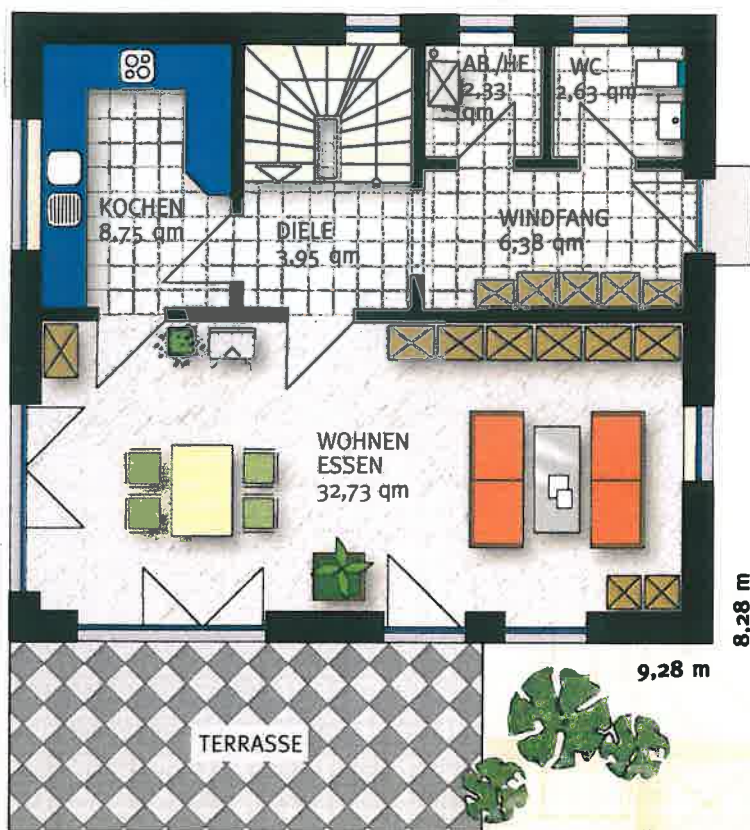 AB./HE
2,33
qm
WC
2,63 qm
KOCHEN
8,75 qm
DIELE
3,95 qm
WINDFANG
6,38 qm
WOHNEN
ESSEN
32,73 qm
8,28 m
9,28 m
TERRASSE